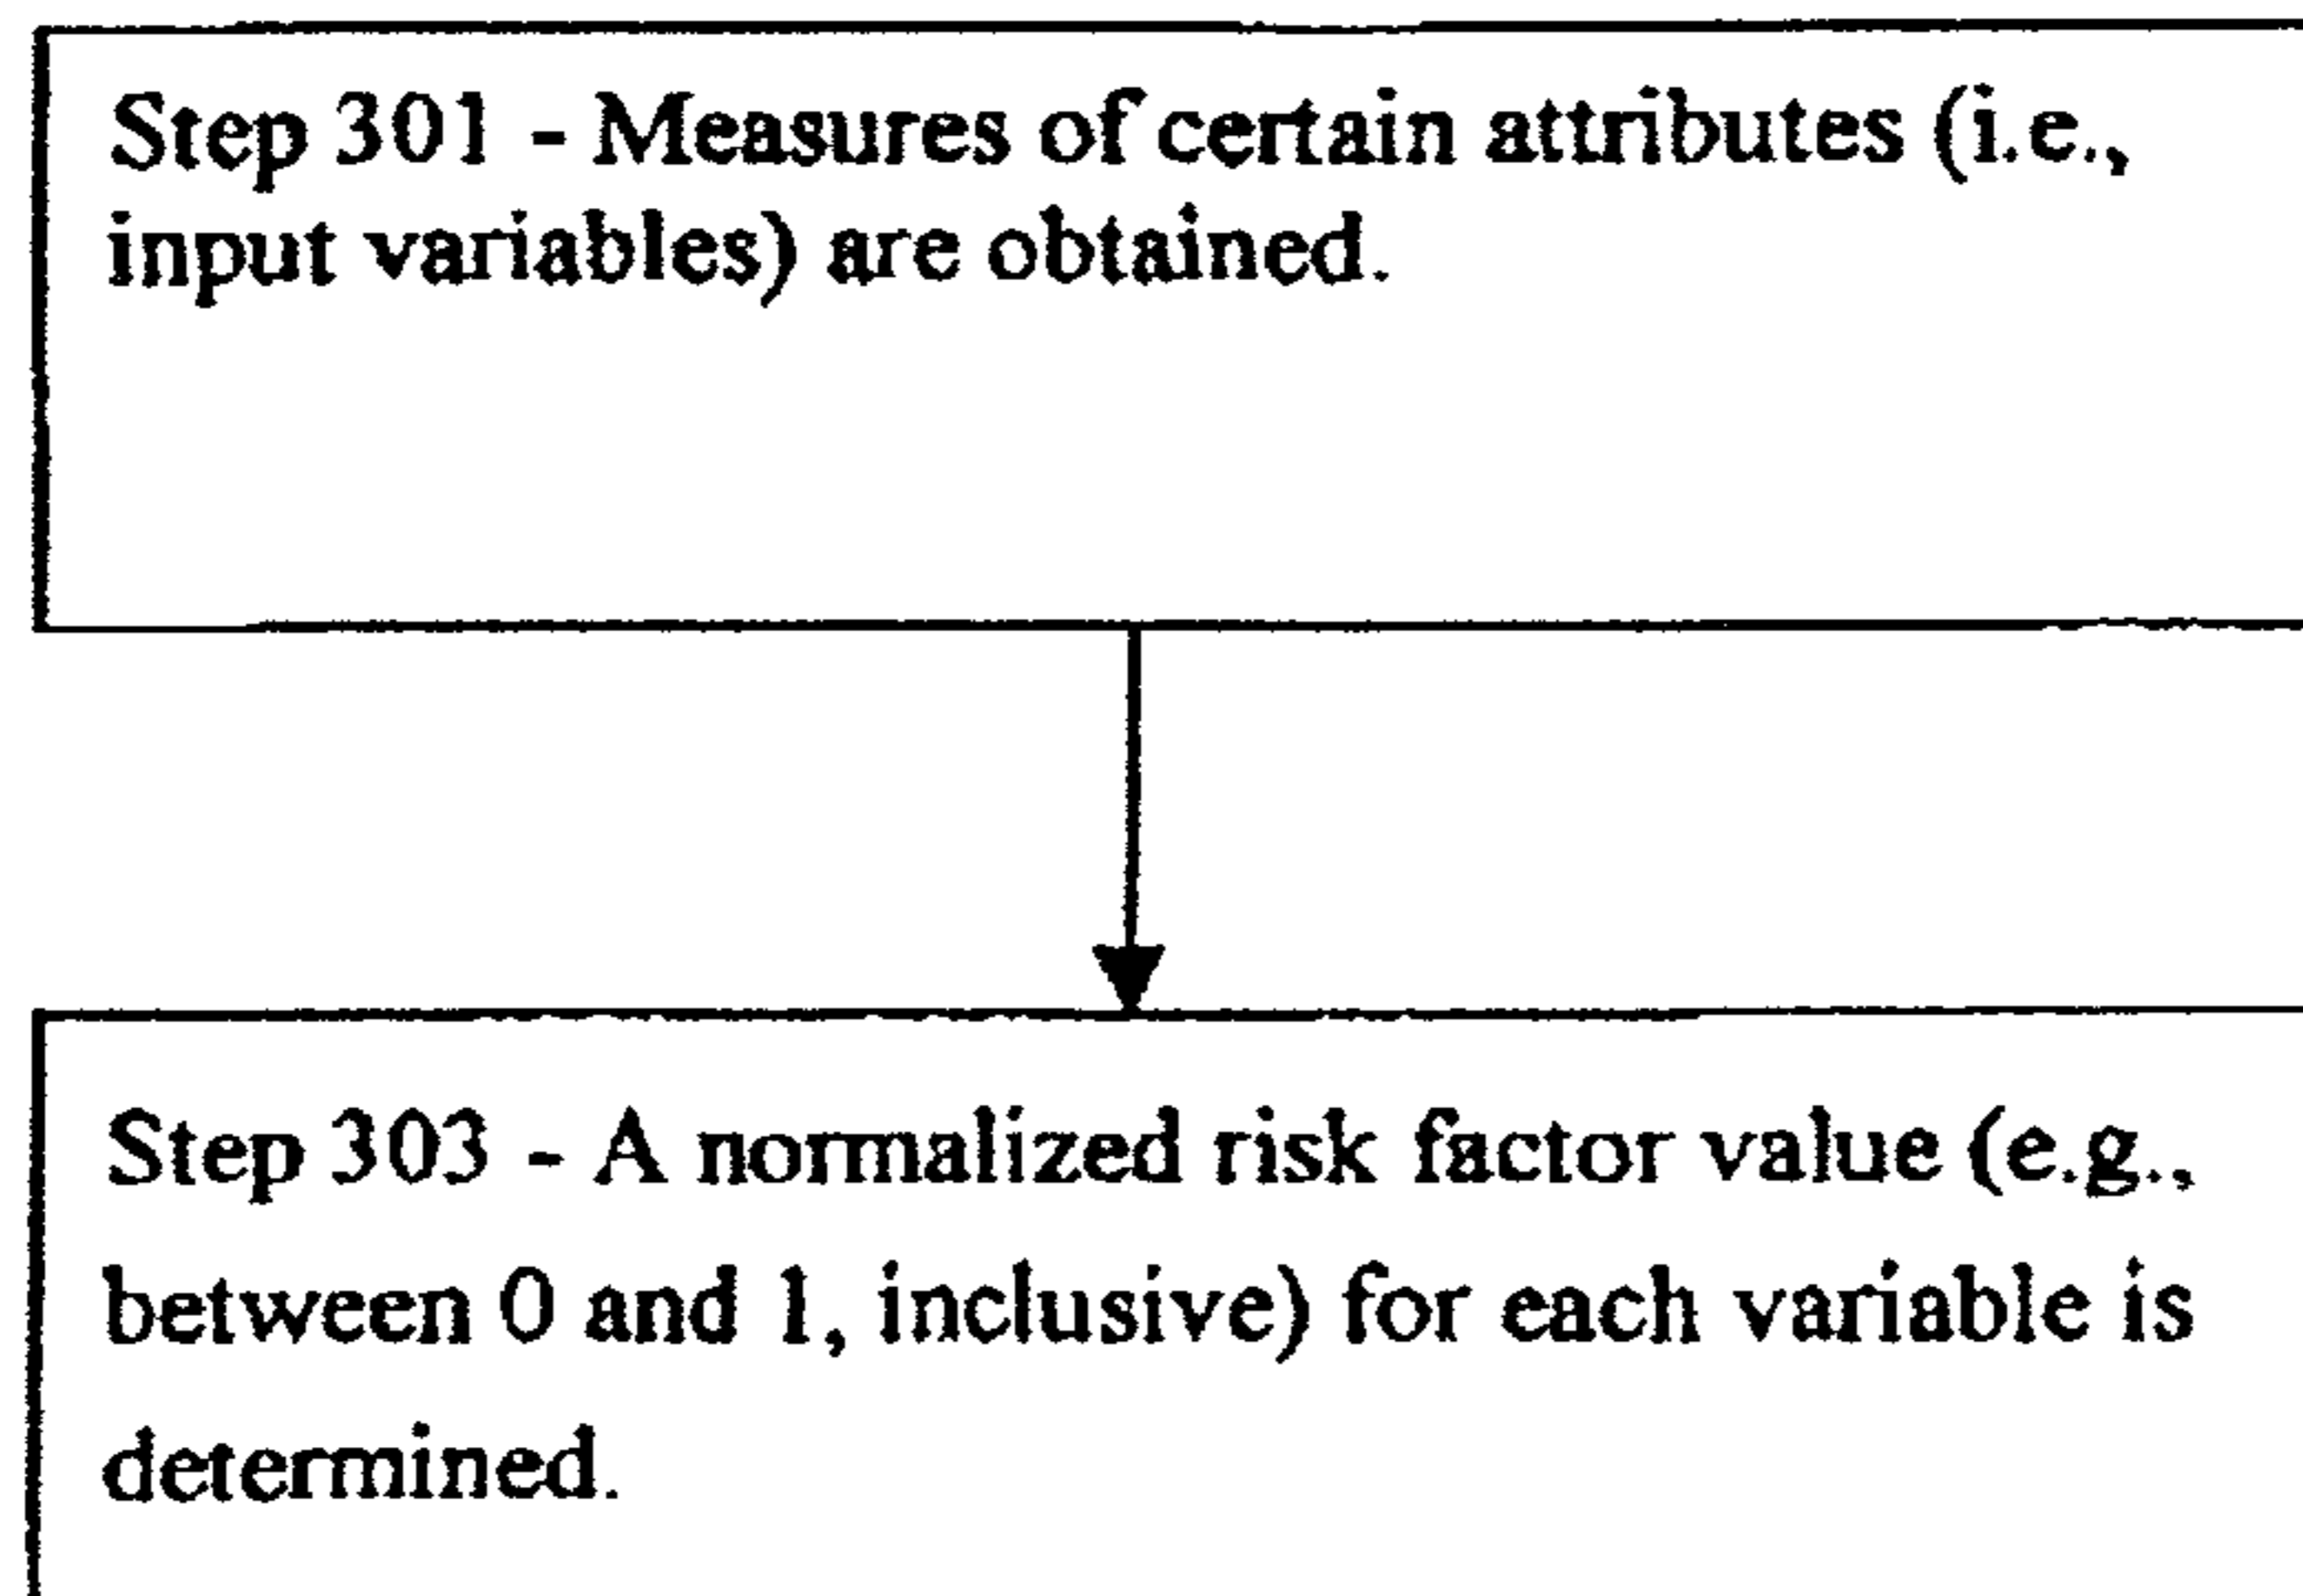 Step 301 - Measures of certain attributes (i.e.,
input variables) are obtained.
Step 303 - A normalized risk factor value (e.g.,
between 0 and 1, inclusive) for each variable is
determined.